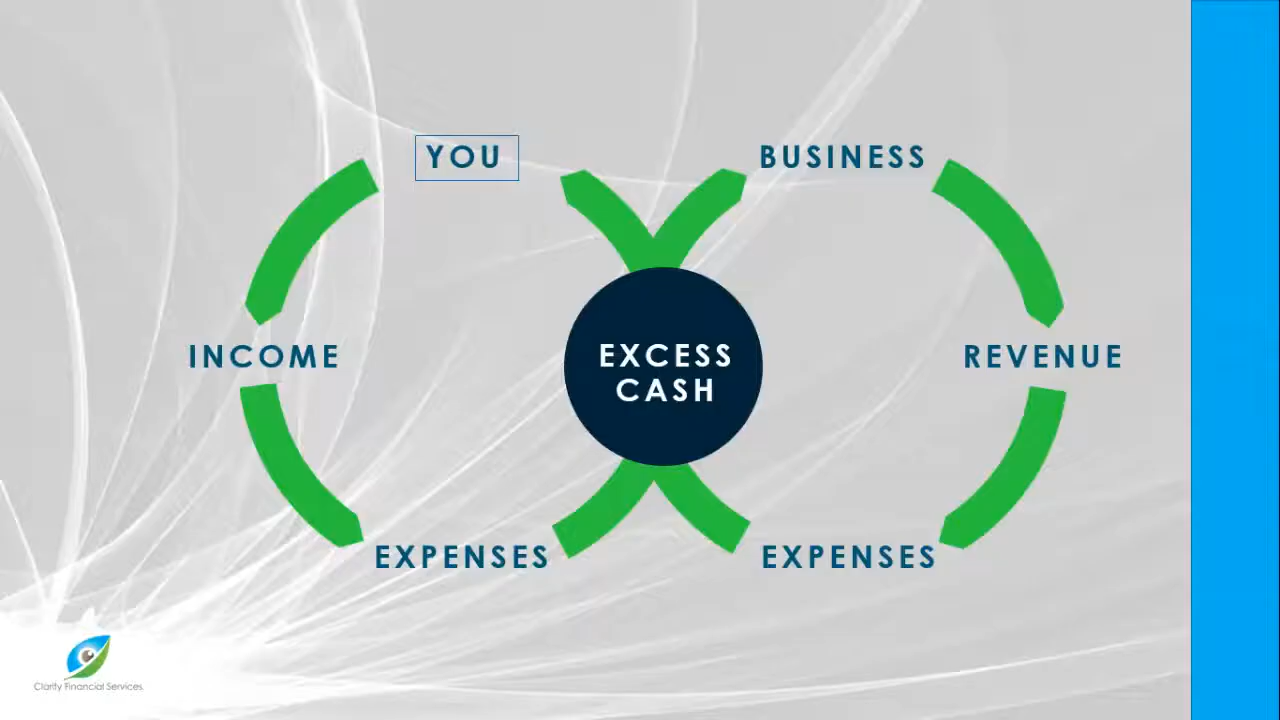 YOU
BUSINESS
INCOME
EXCESS
CASH
REVENUE
EXPENSES
EXPENSES
Clarity Financial Services